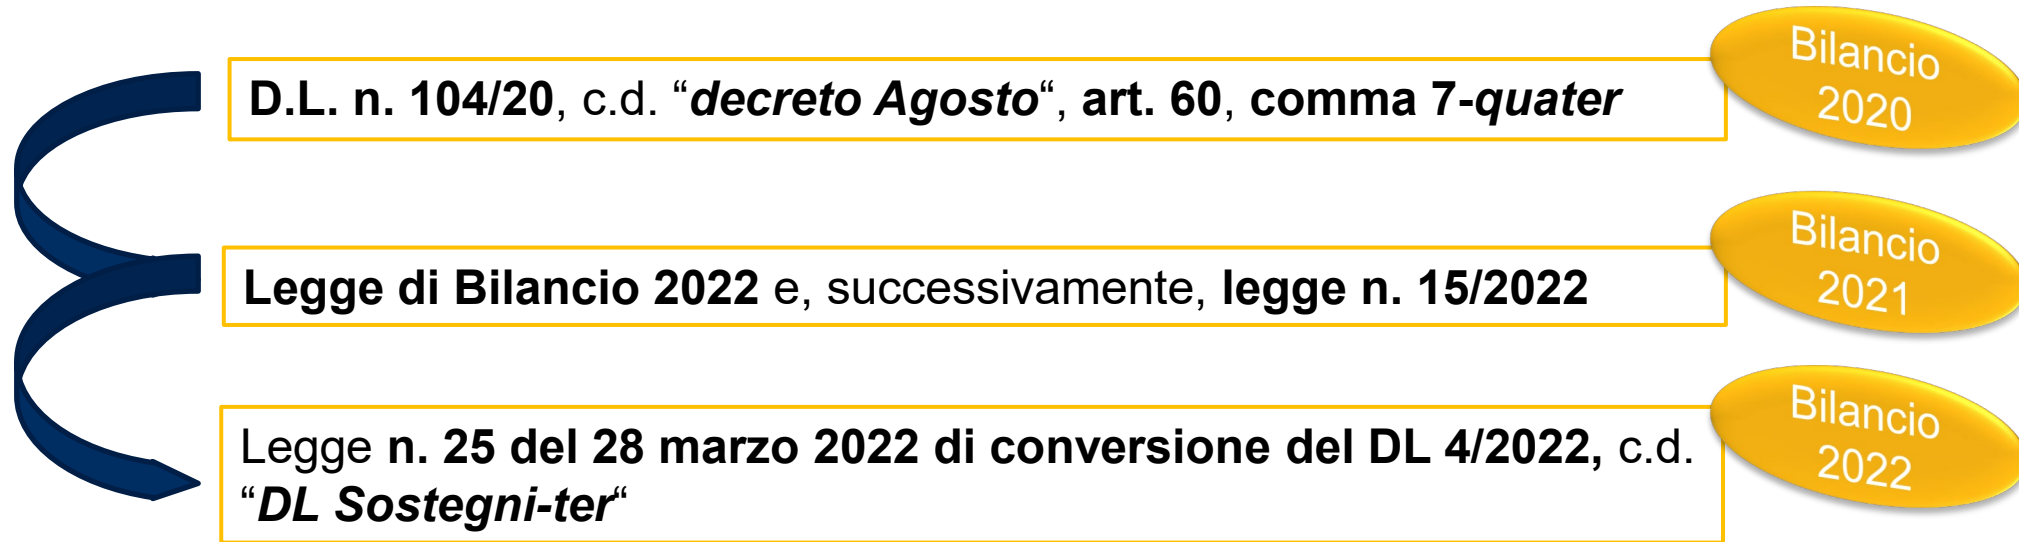 D.L. n. 104/20, c.d. “decreto Agosto“, art. 60, comma 7-quater
Bilancio
2020
Legge di Bilancio 2022 e, successivamente, legge n. 15/2022
Bilancio
2021
Legge n. 25 del 28 marzo 2022 di conversione del DL 4/2022, c.d.
“DL Sostegni-ter“
Bilancio
2022